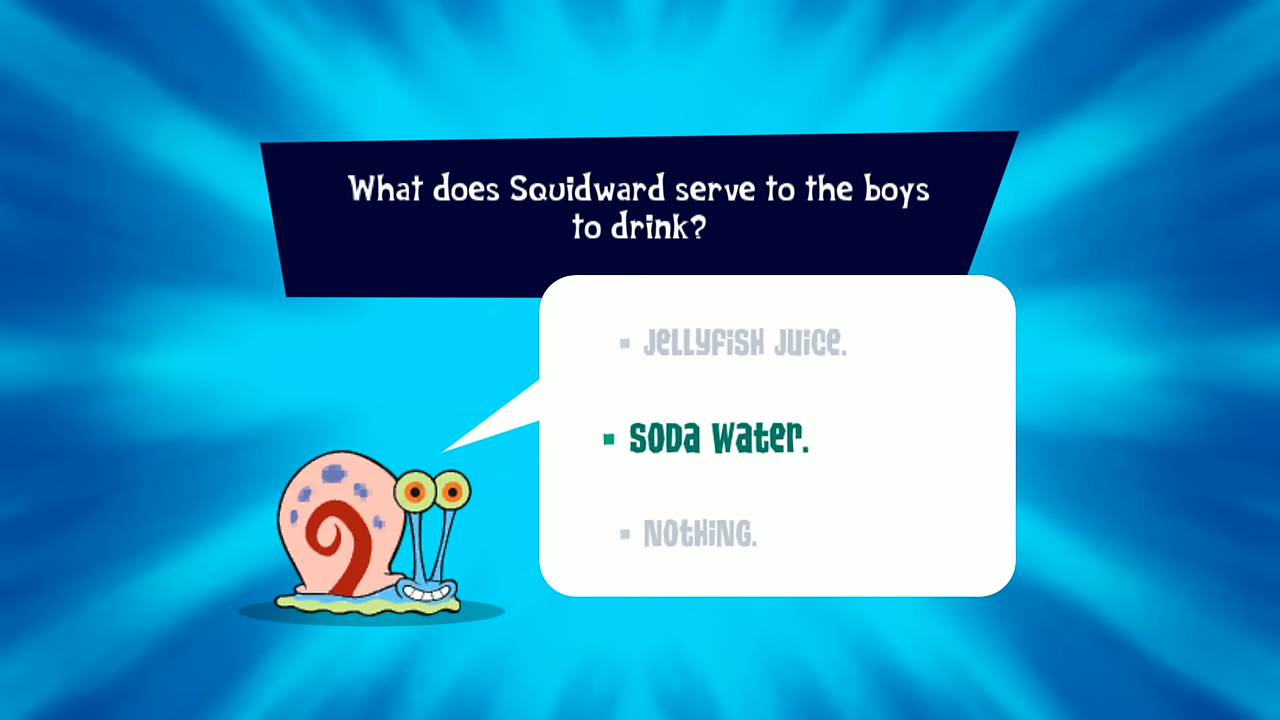 What does Squidward serve to the boys
to drink?
Jellyfish juice.
Soda water.
Nothing.